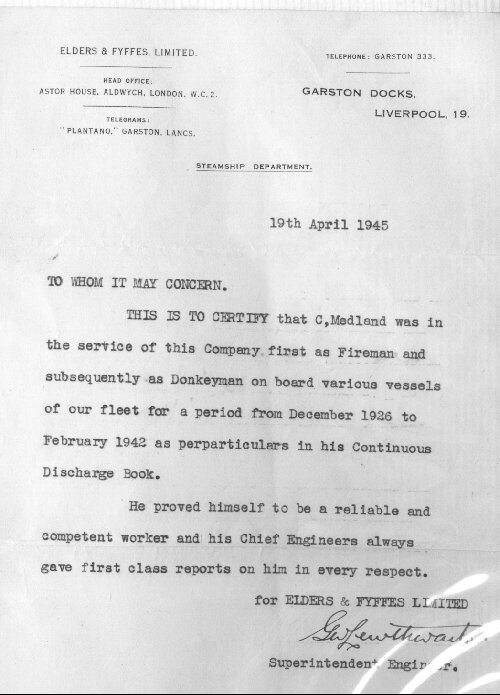 ELDERS & FYFFES, LIMITED.
HEAD OFFICE:
ASTOR HOUSE, ALDWYCH, LONDON, W.C.2.
TELEGRAMS:
"PLANTANO," GARSTON, LANCS.
TELEPHONE: GARSTON 333.
GARSTON DOCKS,
LIVERPOOL, 19.
STEAMSHIP DEPARTMENT.
19th April 1945
TO WHOM IT MAY CONCERN.
THIS IS TO CERTIFY that C,Medland was in
the service of this Company first as Fireman and
subsequently as Donkeyman on board various vessels
of our fleet for a period from December 1926 to
February 1942 as perparticulars in his Continuous
Discharge Book.
He proved himself to be a reliable and
competent worker and his Chief Engineers always
gave first class reports on him in every respect.
for ELDERS & FYFFES LIMITED
Superintendent Engineer.